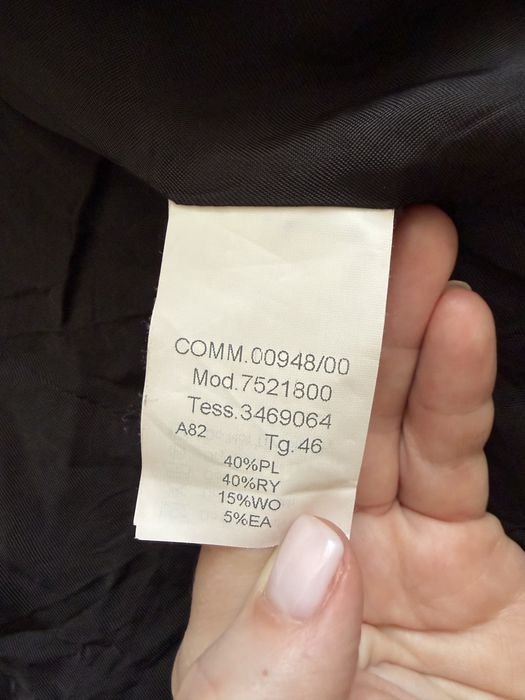 COMM.00948/00
Mod.7521800
Tess.3469064
A82 Tg.46
40%PL
40%RY
15%WO
5%EA